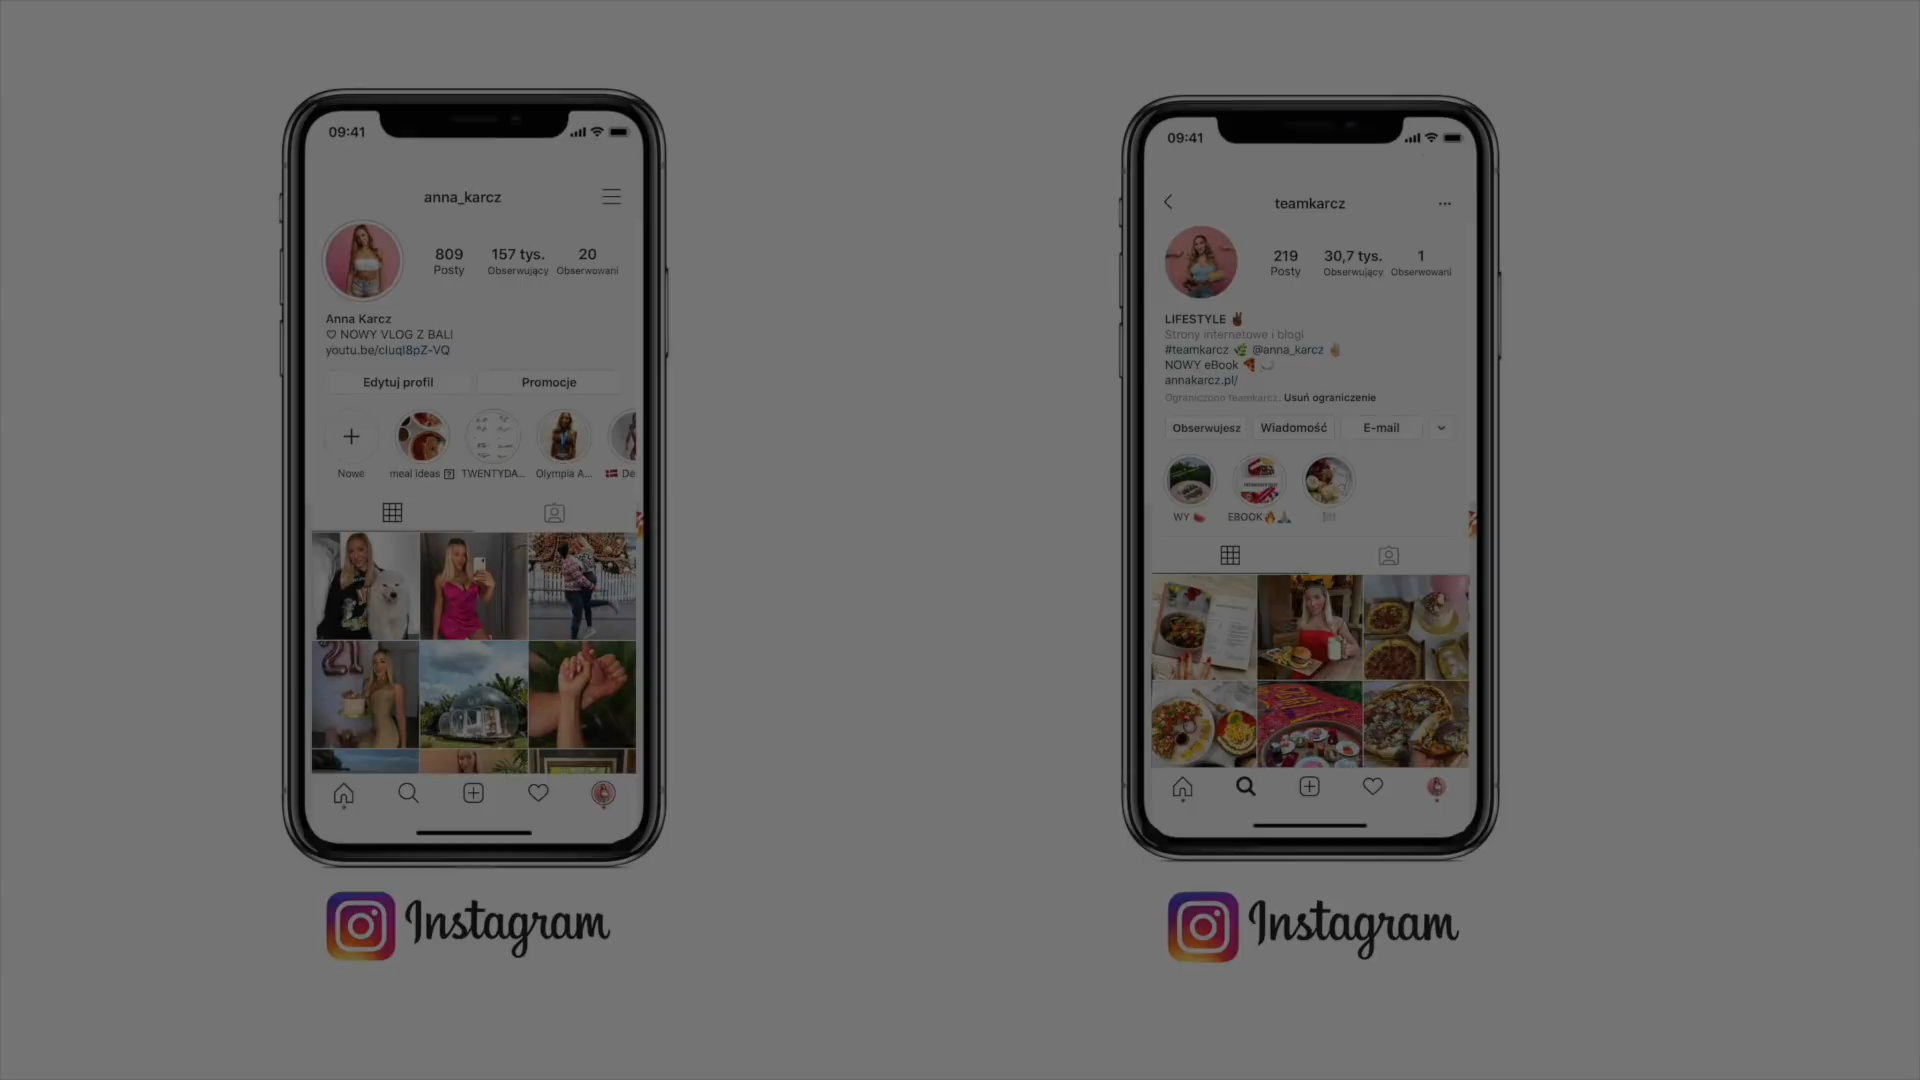 09:41
anna_karcz
809 157 tys. 20
Posty Obserwujący Obserwowani
Anna Karcz
♡ NOWY VLOG Z BALI
youtu.be/cluqI8pZ-VQ
Edytuj profil Promocje
Nowe meal ideas TWENTYDA... Olympia A... De
Instagram
09:41
teamkarcz
219 30,7 tys. 1
Posty Obserwujący Obserwowani
LIFESTYLE
Strony internetowe i blogi
#teamkarcz @anna_karcz
NOWY eBook
annakarcz.pl/
Ograniczono teamkarcz. Usuń ograniczenie
Obserwujesz Wiadomość E-mail
WY EBOOK
Instagram